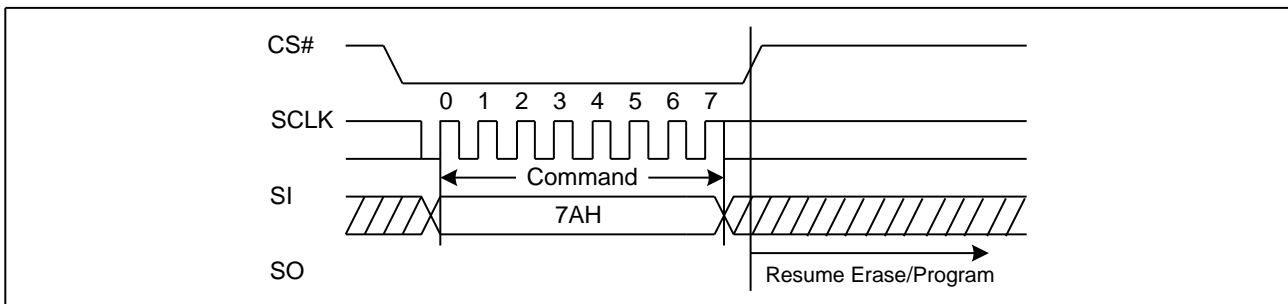 CS#
0 1 2 3 4 5 6 7
SCLK
Command
SI
7AH
SO
Resume Erase/Program